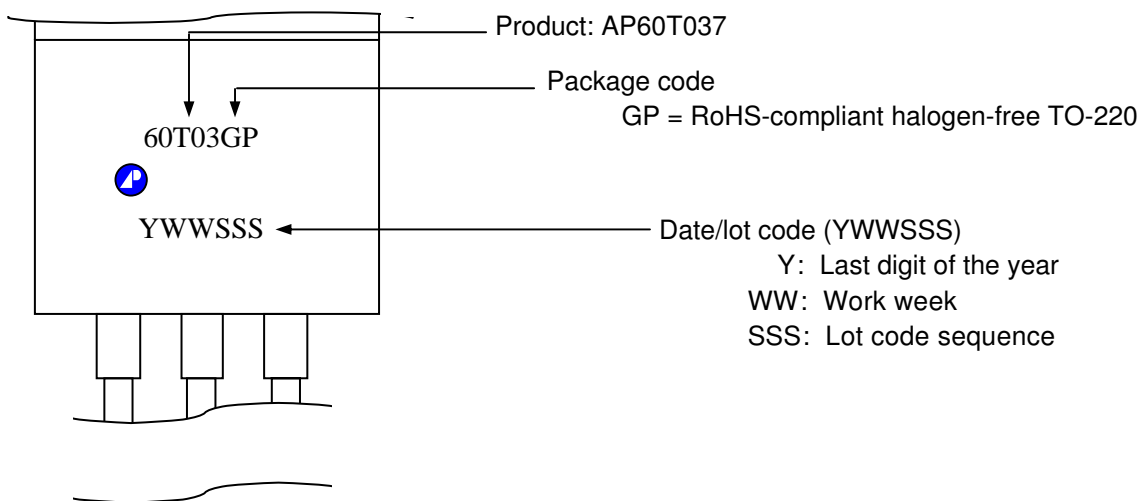 Product: AP60T037
Package code
GP = RoHS-compliant halogen-free TO-220
60T03GP
YWWSSS
Date/lot code (YWWSSS)
Y: Last digit of the year
WW: Work week
SSS: Lot code sequence